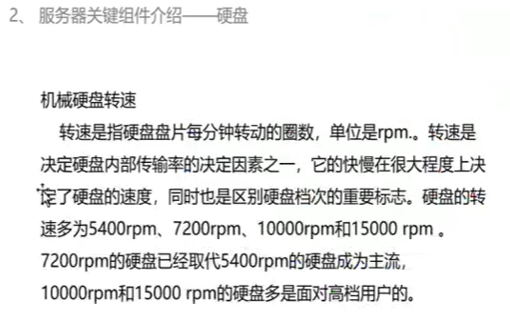 2、 服务器关键组件介绍——硬盘
机械硬盘转速
转速是指硬盘盘片每分钟转动的圈数，单位是rpm.。转速是
决定硬盘内部传输率的决定因素之一，它的快慢在很大程度上决
定了硬盘的速度，同时也是区别硬盘档次的重要标志。硬盘的转
速多为5400rpm、7200rpm、10000rpm和15000 rpm 。
7200rpm的硬盘已经取代5400rpm的硬盘成为主流，
10000rpm和15000 rpm的硬盘多是面对高档用户的。